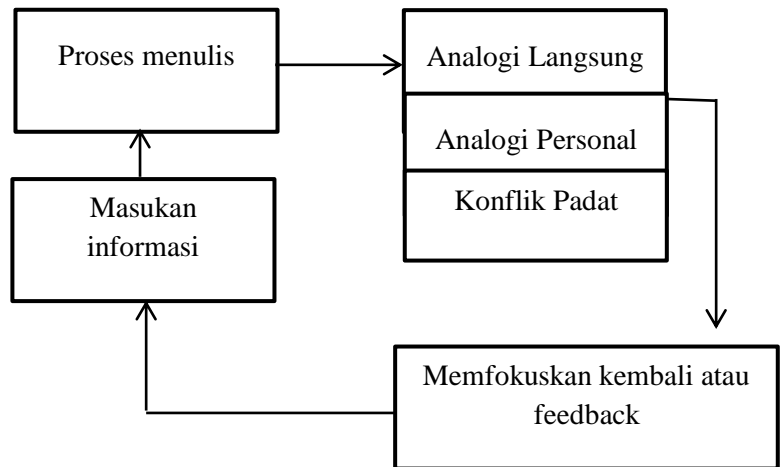 Proses menulis
Analogi Langsung
Analogi Personal
Konflik Padat
Masukan
informasi
Memfokuskan kembali atau
feedback